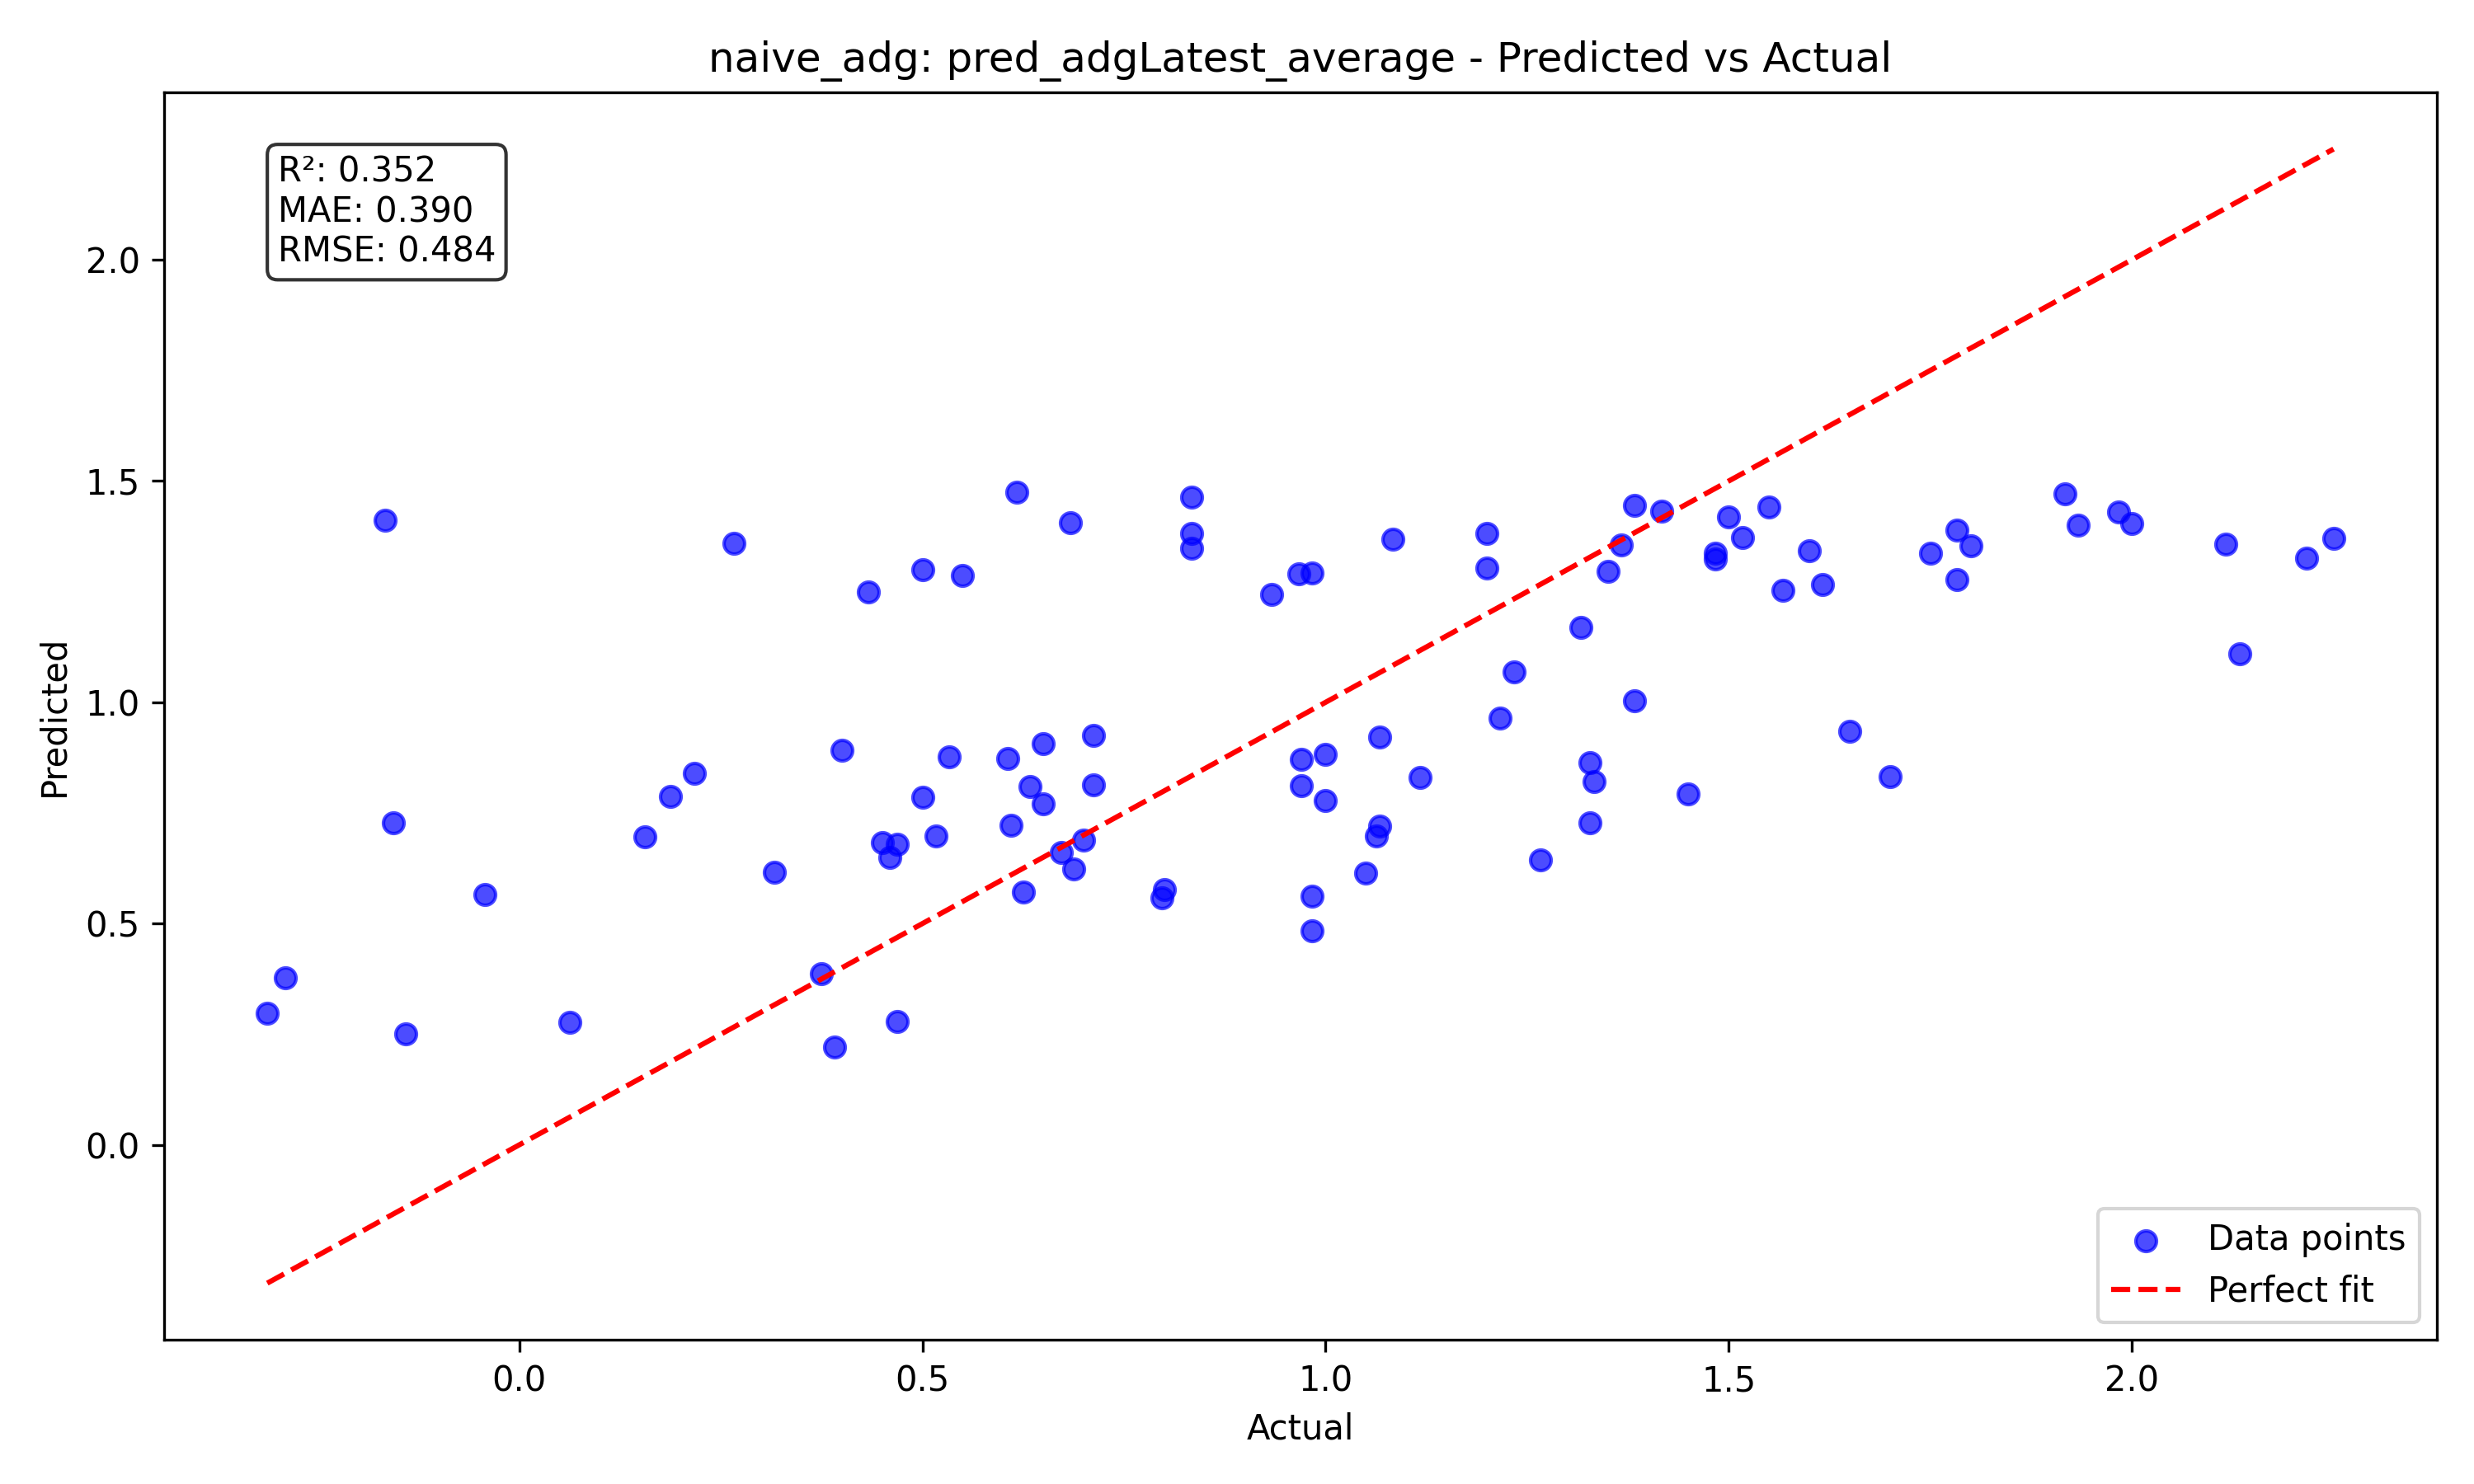 naive_adg: pred_adgLatest_average - Predicted vs Actual
R²: 0.352
MAE: 0.390
RMSE: 0.484
2.0
1.5
1.0
0.5
0.0
Predicted
0.0 0.5 1.0 1.5 2.0
Actual
Data points
Perfect fit